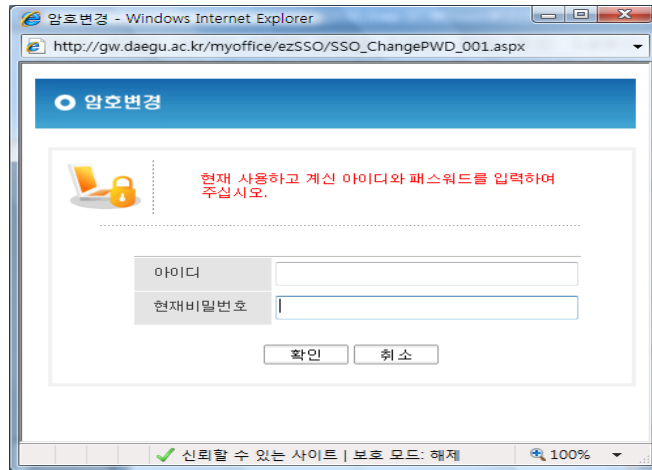 암호변경 - Windows Internet Explorer
http://gw.daegu.ac.kr/myoffice/ezSSO/SSO_ChangePWD_001.aspx
암호변경
현재 사용하고 계신 아이디와 패스워드를 입력하여
주십시오.
아이디
현재비밀번호
확인 취소
신뢰할 수 있는 사이트 | 보호 모드: 해제 100%